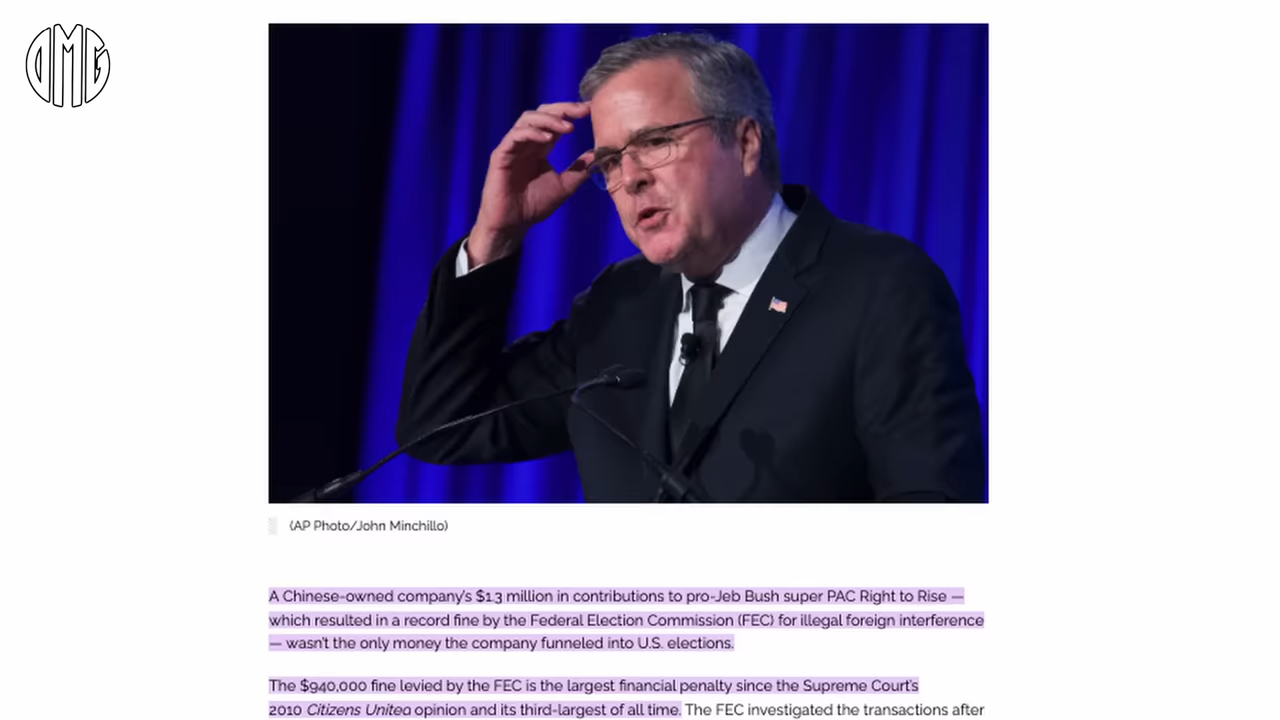 OMG
(AP Photo/John Minchillo)
A Chinese-owned company's $1.3 million in contributions to pro-Jeb Bush super PAC Right to Rise —
which resulted in a record fine by the Federal Election Commission (FEC) for illegal foreign interference
— wasn't the only money the company funneled into U.S. elections.
The $940,000 fine levied by the FEC is the largest financial penalty since the Supreme Court's
2010 Citizens United opinion and its third-largest of all time. The FEC investigated the transactions after